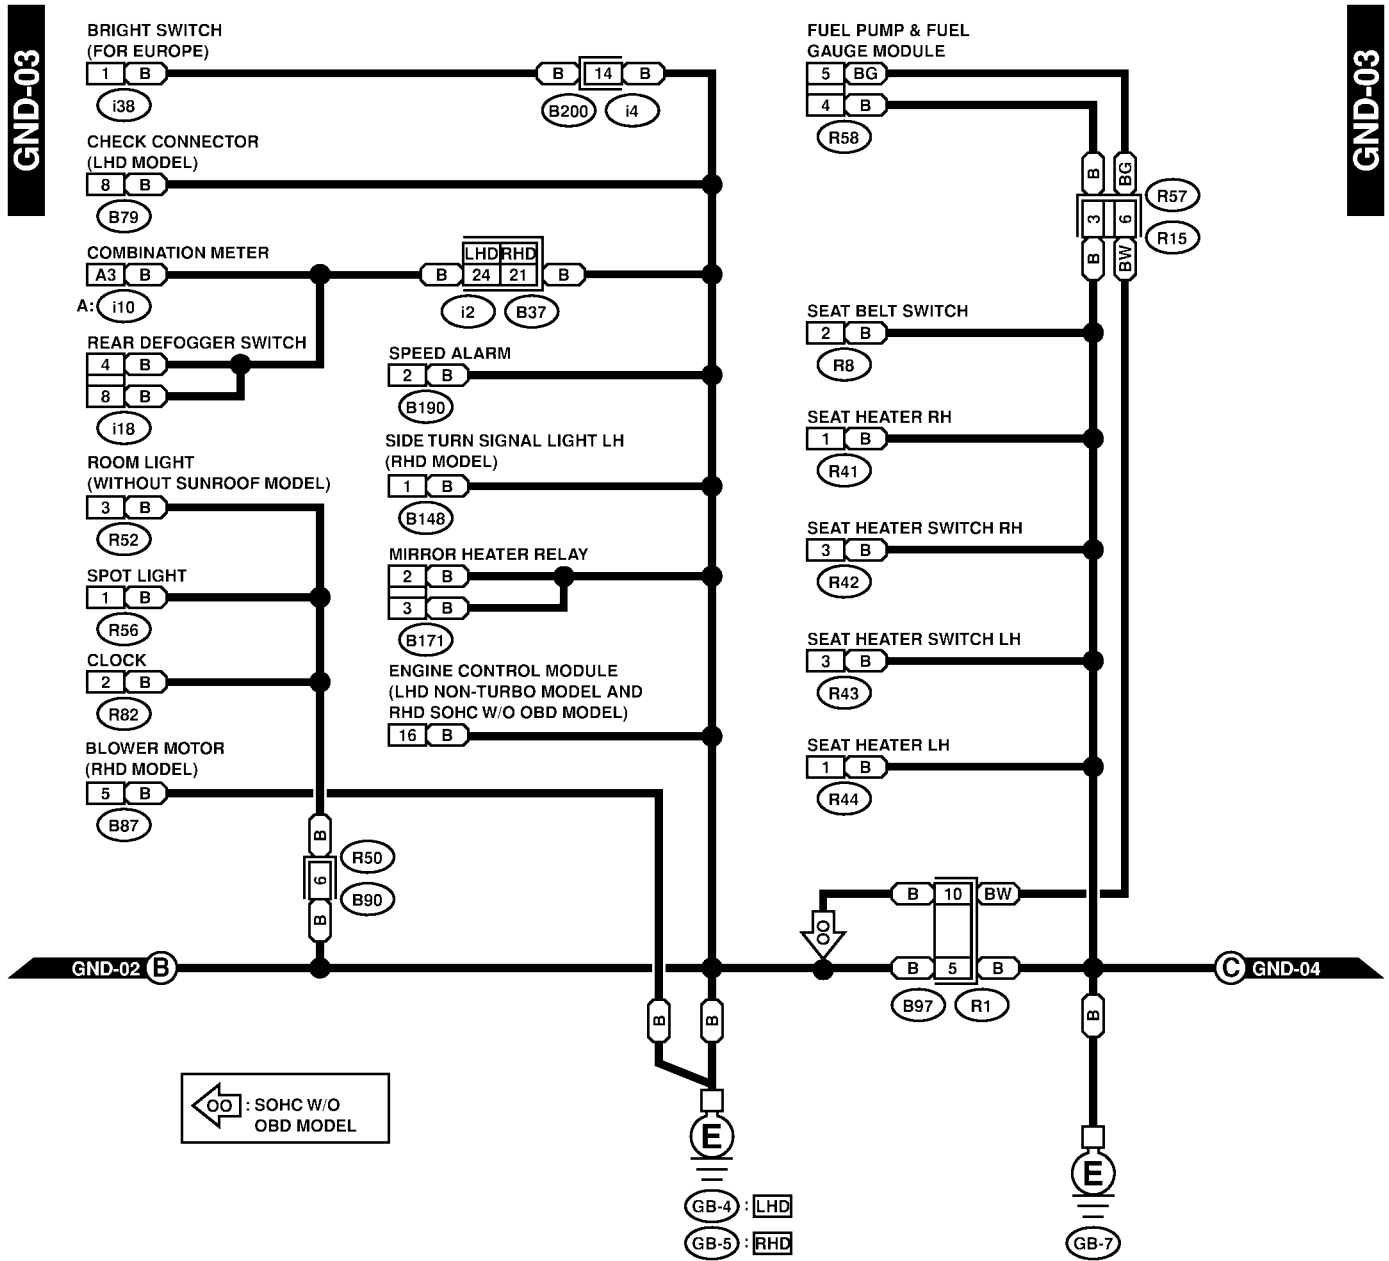 GND-03
GND-03
BRIGHT SWITCH
(FOR EUROPE)
1 B
i38
B 14 B
B200 i4
CHECK CONNECTOR
(LHD MODEL)
8 B
B79
COMBINATION METER
A3 B
A: i10
LHD RHD
B 24 21 B
i2 B37
REAR DEFOGGER SWITCH
4 B
8 B
i18
ROOM LIGHT
(WITHOUT SUNROOF MODEL)
3 B
R52
SPOT LIGHT
1 B
R56
CLOCK
2 B
R82
BLOWER MOTOR
(RHD MODEL)
5 B
B87
B
6
B
R50
B90
SPEED ALARM
2 B
B190
SIDE TURN SIGNAL LIGHT LH
(RHD MODEL)
1 B
B148
MIRROR HEATER RELAY
2 B
3 B
B171
ENGINE CONTROL MODULE
(LHD NON-TURBO MODEL AND
RHD SOHC W/O OBD MODEL)
16 B
FUEL PUMP & FUEL
GAUGE MODULE
5 BG
4 B
R58
B BG
3 6
B BW
R57
R15
SEAT BELT SWITCH
2 B
R8
SEAT HEATER RH
1 B
R41
SEAT HEATER SWITCH RH
3 B
R42
SEAT HEATER SWITCH LH
3 B
R43
SEAT HEATER LH
1 B
R44
B 10 BW
OO
GND-02 B
B 5 B
C GND-04
B97 R1
B B
B
OO : SOHC W/O
OBD MODEL
E
GB-4 : LHD
GB-5 : RHD
E
GB-7